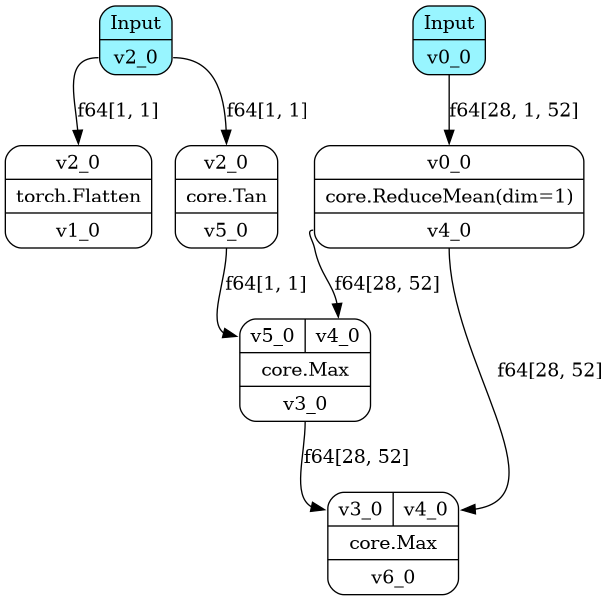 Input
v2_0
Input
v0_0
f64[1, 1]
f64[1, 1]
f64[28, 1, 52]
v2_0
torch.Flatten
v1_0
v2_0
core.Tan
v5_0
v0_0
core.ReduceMean(dim=1)
v4_0
f64[1, 1]
f64[28, 52]
v5_0
v4_0
core.Max
v3_0
f64[28, 52]
f64[28, 52]
v3_0
v4_0
core.Max
v6_0